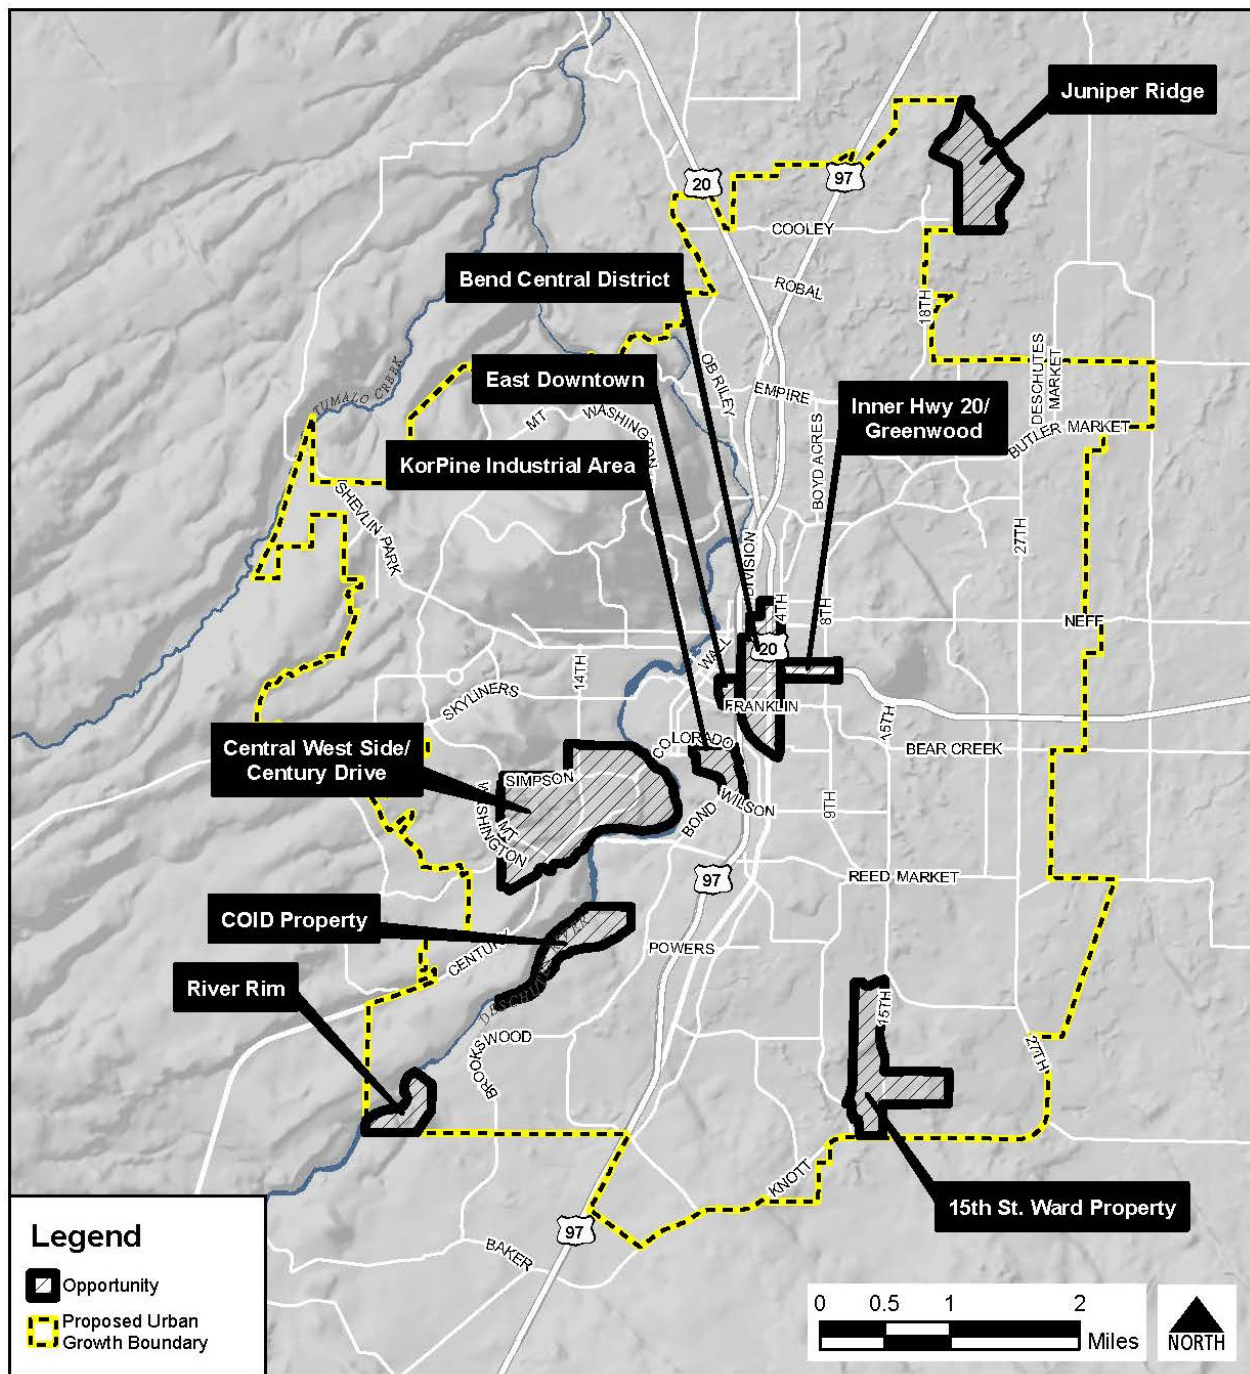 Juniper Ridge
20
97
COOLEY
Bend Central District
ROBAL
18TH
DESCHUTES
MARKET
East Downtown
OB RILEY
EMPIRE
Inner Hwy 20/
Greenwood
TUMALO CREEK
MT
WASHINGTON
BUTLER
MARKET
KorPine Industrial Area
BOYD ACRES
SHEVLIN
PARK
27TH
DIVISION
4TH
8TH
NEFF
20
WALL
14TH
SKYLINERS
FRANKLIN
15TH
Central West Side/
Century Drive
COLORADO
BEAR CREEK
SIMPSON
MT
WASHINGTON
WILSON
BOND
9TH
97
REED MARKET
COID Property
CENTURY
POWERS
River Rim
DESCHUTES RIVER
15TH
BROOKSWOOD
27TH
KNOTT
15th St. Ward Property
97
BAKER
Legend
Opportunity
Proposed Urban
Growth Boundary
0 0.5 1 2
Miles
NORTH